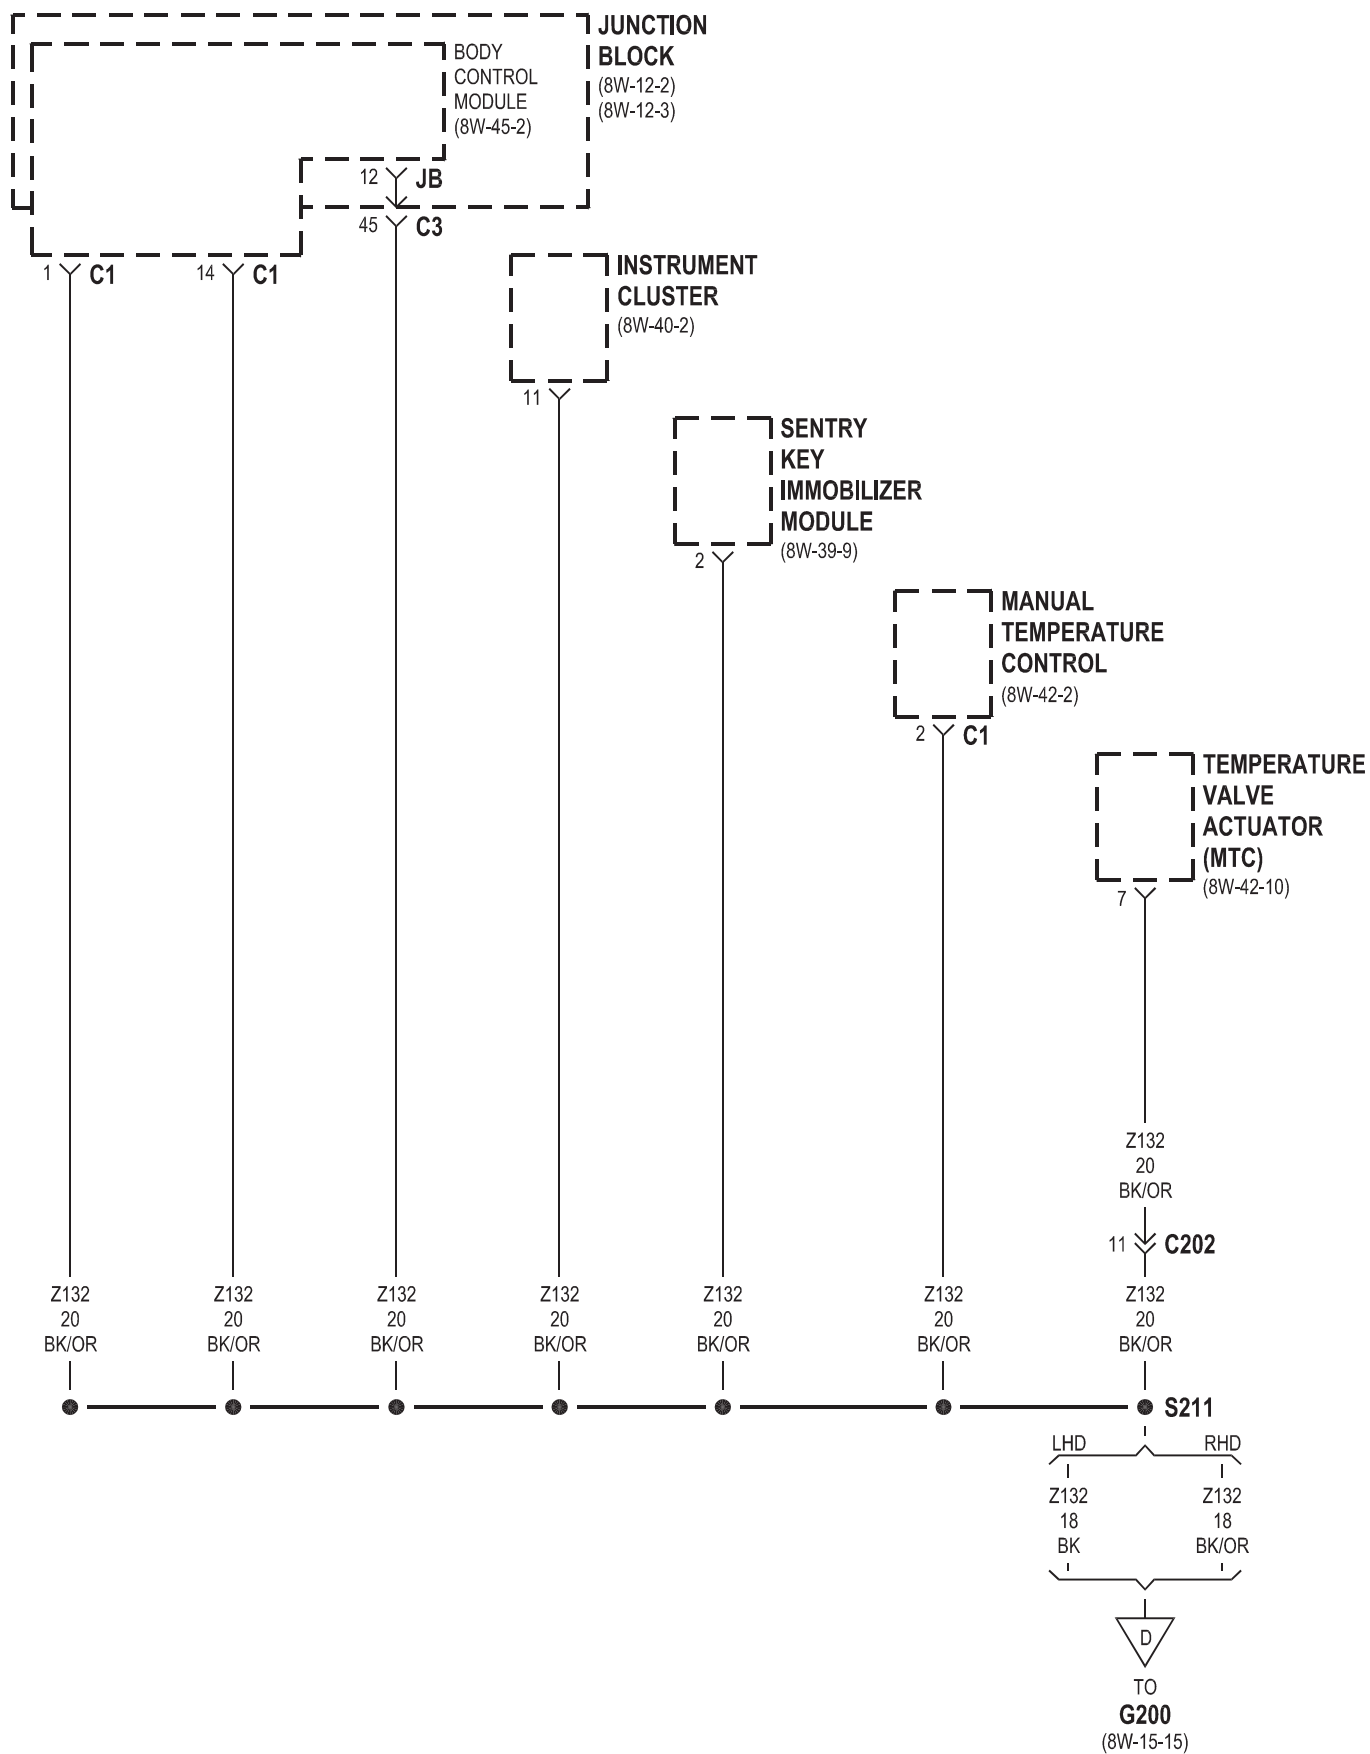 JUNCTION
BLOCK
(8W-12-2)
(8W-12-3)
BODY
CONTROL
MODULE
(8W-45-2)
12 JB
45 C3
1 C1
14 C1
INSTRUMENT
CLUSTER
(8W-40-2)
11
SENTRY
KEY
IMMOBILIZER
MODULE
(8W-39-9)
2
MANUAL
TEMPERATURE
CONTROL
(8W-42-2)
2 C1
TEMPERATURE
VALVE
ACTUATOR
(MTC)
(8W-42-10)
7
Z132
20
BK/OR
11 C202
Z132 Z132 Z132 Z132 Z132 Z132 Z132
20 20 20 20 20 20 20
BK/OR BK/OR BK/OR BK/OR BK/OR BK/OR BK/OR
S211
LHD RHD
Z132 Z132
18 18
BK BK/OR
D
TO
G200
(8W-15-15)